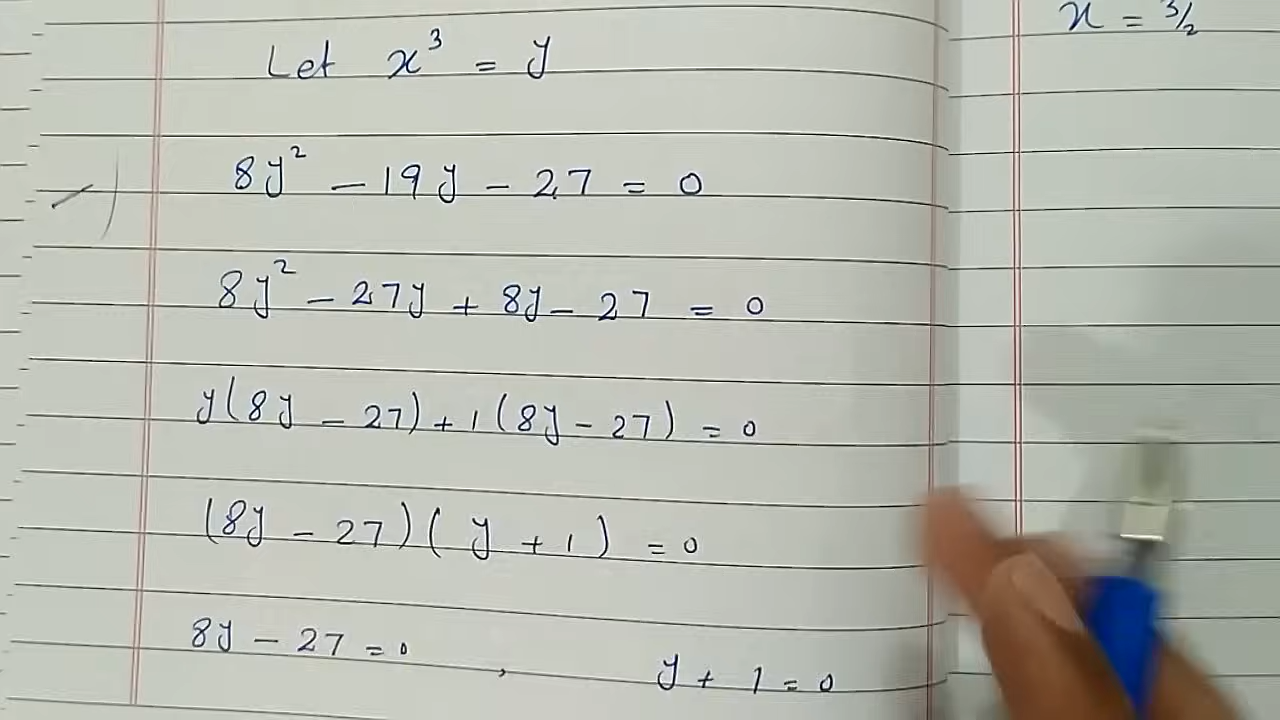 Let x³ = y
8y² - 19y - 27 = 0
8y² - 27y + 8y - 27 = 0
y(8y - 27) + 1(8y - 27) = 0
(8y - 27)(y + 1) = 0
8y - 27 = 0 , y + 1 = 0
x = 3/2